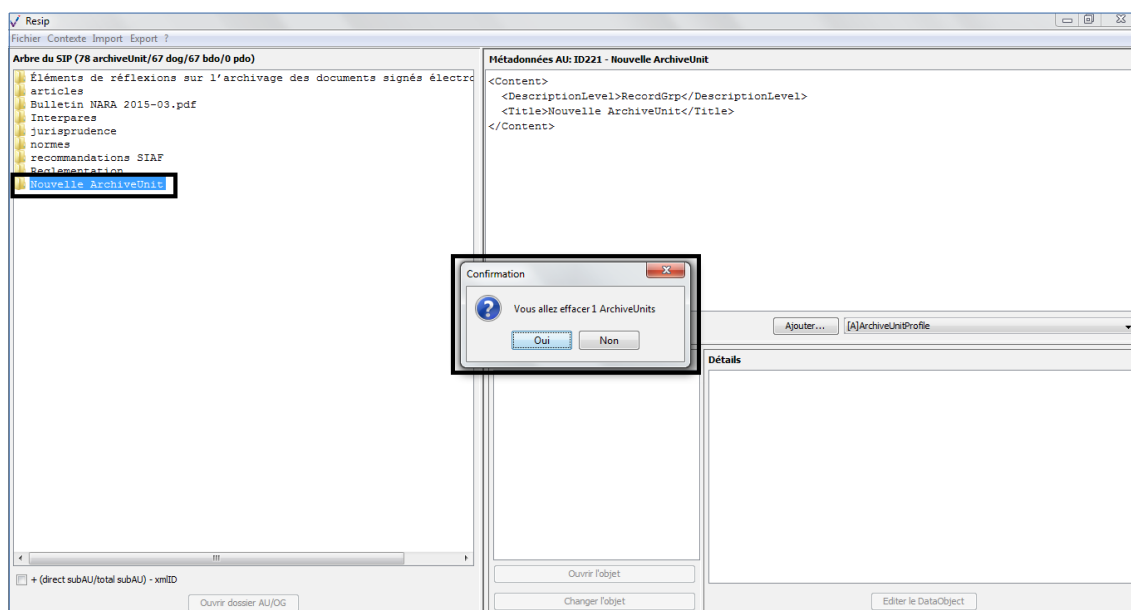 Resip
Fichier Contexte Import Export ?
Arbre du SIP (78 archiveUnit/67 dog/67 bdo/0 pdo)
Éléments de réflexions sur l'archivage des documents signés électro
articles
Bulletin NARA 2015-03.pdf
Interpares
jurisprudence
normes
recommandations SIAF
Reglementation
Nouvelle ArchiveUnit
+ (direct subAU/total subAU) - xmlID
Ouvrir dossier AU/OG
Métadonnées AU: ID221 - Nouvelle ArchiveUnit
<Content>
<DescriptionLevel>RecordGrp</DescriptionLevel>
<Title>Nouvelle ArchiveUnit</Title>
</Content>
Confirmation
Vous allez effacer 1 ArchiveUnits
Oui Non
Ajouter... [A]ArchiveUnitProfile
Détails
Ouvrir l'objet
Changer l'objet
Editer le DataObject